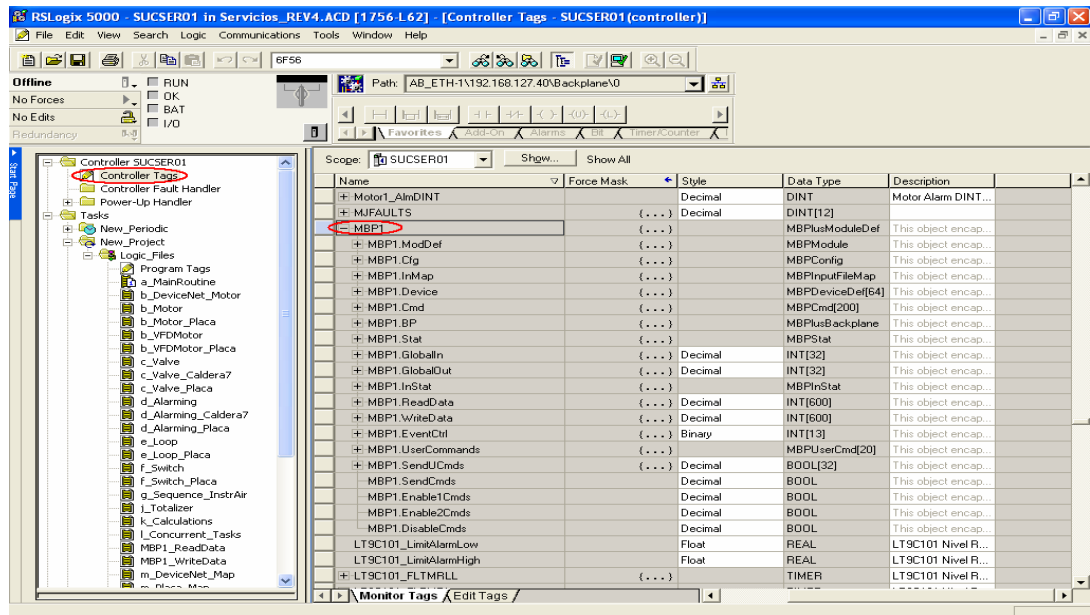 RSLogix 5000 - SUCSER01 in Servicios_REV4.ACD [1756-L62] - [Controller Tags - SUCSER01(controller)]
File Edit View Search Logic Communications Tools Window Help
6F56
Offline RUN
No Forces OK
No Edits BAT
Redundancy I/O
Path: AB_ETH-1\192.168.127.40\Backplane\0
Favorites Add-On Alarms Bit Timer/Counter
Start Page
Controller SUCSER01
Controller Tags
Controller Fault Handler
Power-Up Handler
Tasks
New_Periodic
New_Project
Logic_Files
Program Tags
a_MainRoutine
b_DeviceNet_Motor
b_Motor
b_Motor_Placa
b_VFDMotor
b_VFDMotor_Placa
c_Valve
c_Valve_Caldera7
c_Valve_Placa
d_Alarming
d_Alarming_Caldera7
d_Alarming_Placa
e_Loop
e_Loop_Placa
f_Switch
f_Switch_Placa
g_Sequence_InstrAir
j_Totalizer
k_Calculations
l_Concurrent_Tasks
MBP1_ReadData
MBP1_WriteData
m_DeviceNet_Map
Scope: SUCSER01 Show... Show All
Name Force Mask Style Data Type Description
Motor1_AlmDINT Decimal DINT Motor Alarm DINT...
MJFAULTS {...} Decimal DINT[12]
MBP1 {...} MBPlusModuleDef This object encap...
MBP1.ModDef {...} MBPModule This object encap...
MBP1.Cfg {...} MBPConfig This object encap...
MBP1.InMap {...} MBPInputFileMap This object encap...
MBP1.Device {...} MBPDeviceDef[64] This object encap...
MBP1.Cmd {...} MBPCmd[200] This object encap...
MBP1.BP {...} MBPlusBackplane This object encap...
MBP1.Stat {...} MBPStat This object encap...
MBP1.GlobalIn {...} Decimal INT[32] This object encap...
MBP1.GlobalOut {...} Decimal INT[32] This object encap...
MBP1.InStat {...} MBPInStat This object encap...
MBP1.ReadData {...} Decimal INT[600] This object encap...
MBP1.WriteData {...} Decimal INT[600] This object encap...
MBP1.EventCtrl {...} Binary INT[13] This object encap...
MBP1.UserCommands {...} MBPUserCmd[20] This object encap...
MBP1.SendUCmds {...} Decimal BOOL[32] This object encap...
MBP1.SendCmds Decimal BOOL This object encap...
MBP1.Enable1Cmds Decimal BOOL This object encap...
MBP1.Enable2Cmds Decimal BOOL This object encap...
MBP1.DisableCmds Decimal BOOL This object encap...
LT9C101_LimitAlarmLow Float REAL LT9C101 Nivel R...
LT9C101_LimitAlarmHigh Float REAL LT9C101 Nivel R...
LT9C101_FLTMRLL {...} TIMER LT9C101 Nivel R...
Monitor Tags Edit Tags